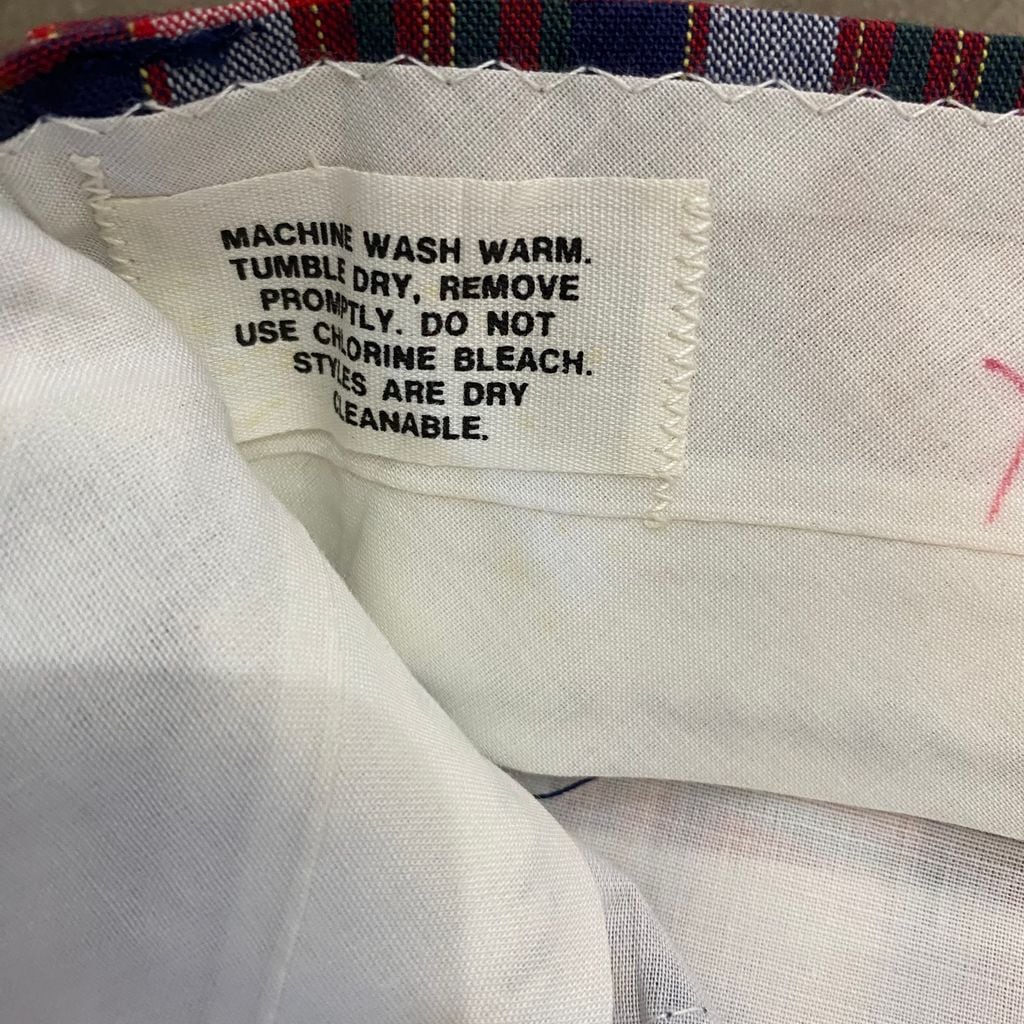 MACHINE WASH WARM.
TUMBLE DRY, REMOVE
PROMPTLY. DO NOT
USE CHLORINE BLEACH.
STYLES ARE DRY
CLEANABLE.